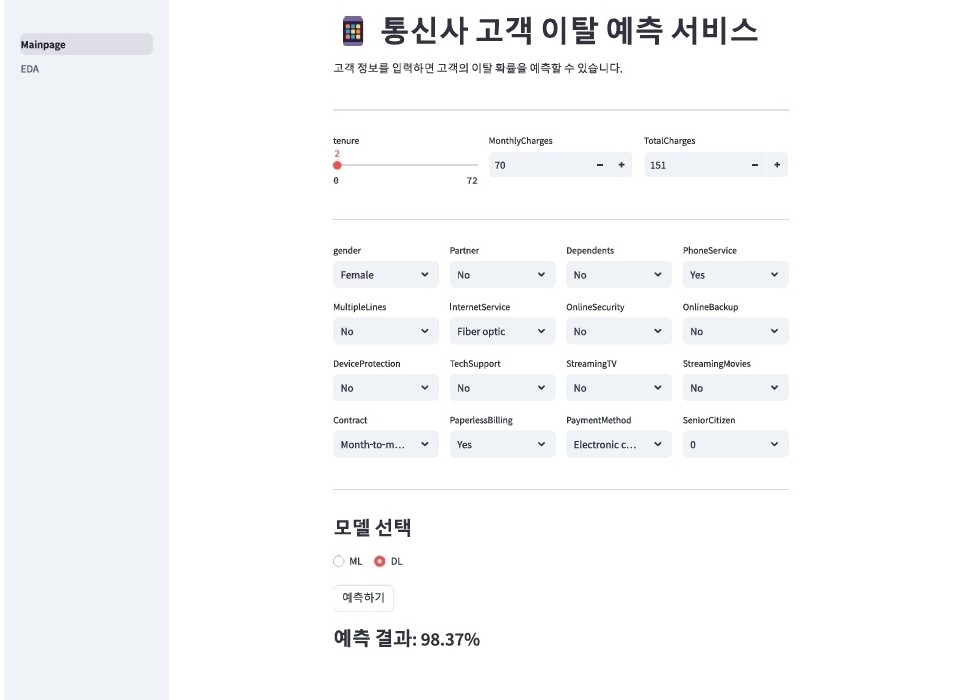 Mainpage
EDA
통신사 고객 이탈 예측 서비스
고객 정보를 입력하면 고객의 이탈 확률을 예측할 수 있습니다.
tenure MonthlyCharges TotalCharges
2
70 − + 151 − +
0 72
gender Partner Dependents PhoneService
Female No No Yes
MultipleLines InternetService OnlineSecurity OnlineBackup
No Fiber optic No No
DeviceProtection TechSupport StreamingTV StreamingMovies
No No No No
Contract PaperlessBilling PaymentMethod SeniorCitizen
Month-to-m... Yes Electronic c... 0
모델 선택
ML DL
예측하기
예측 결과: 98.37%